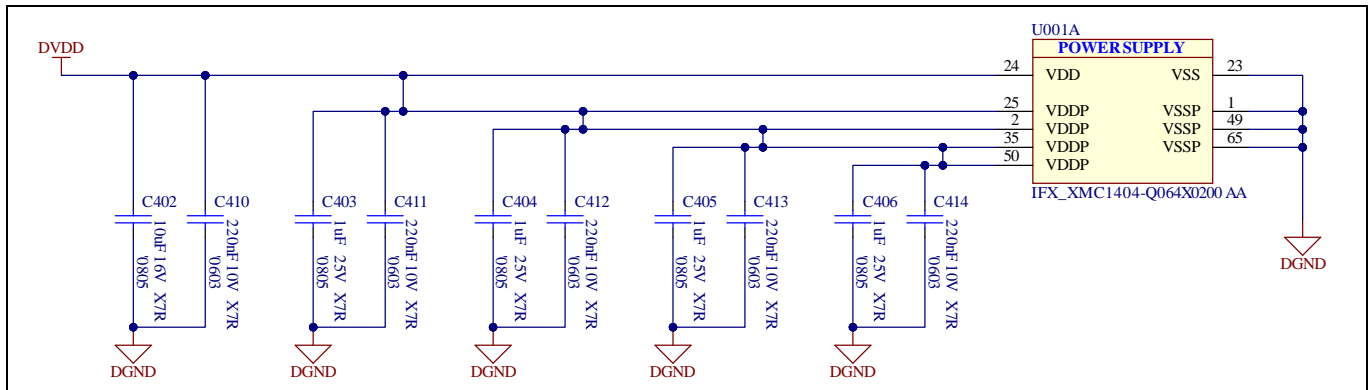 U001A
DVDD
POWER SUPPLY
24 VDD VSS 23
25 VDDP VSSP 1
2 VDDP VSSP 49
35 VDDP VSSP 65
50 VDDP
IFX_XMC1404-Q064X0200 AA
C402 C410 C403 C411 C404 C412 C405 C413 C406 C414
10uF 16V X7R
'0805
220nF 10V X7R
'0603
1uF 25V X7R
'0805
220nF 10V X7R
'0603
1uF 25V X7R
'0805
220nF 10V X7R
'0603
1uF 25V X7R
'0805
220nF 10V X7R
'0603
1uF 25V X7R
'0805
220nF 10V X7R
'0603
DGND
DGND DGND DGND DGND DGND